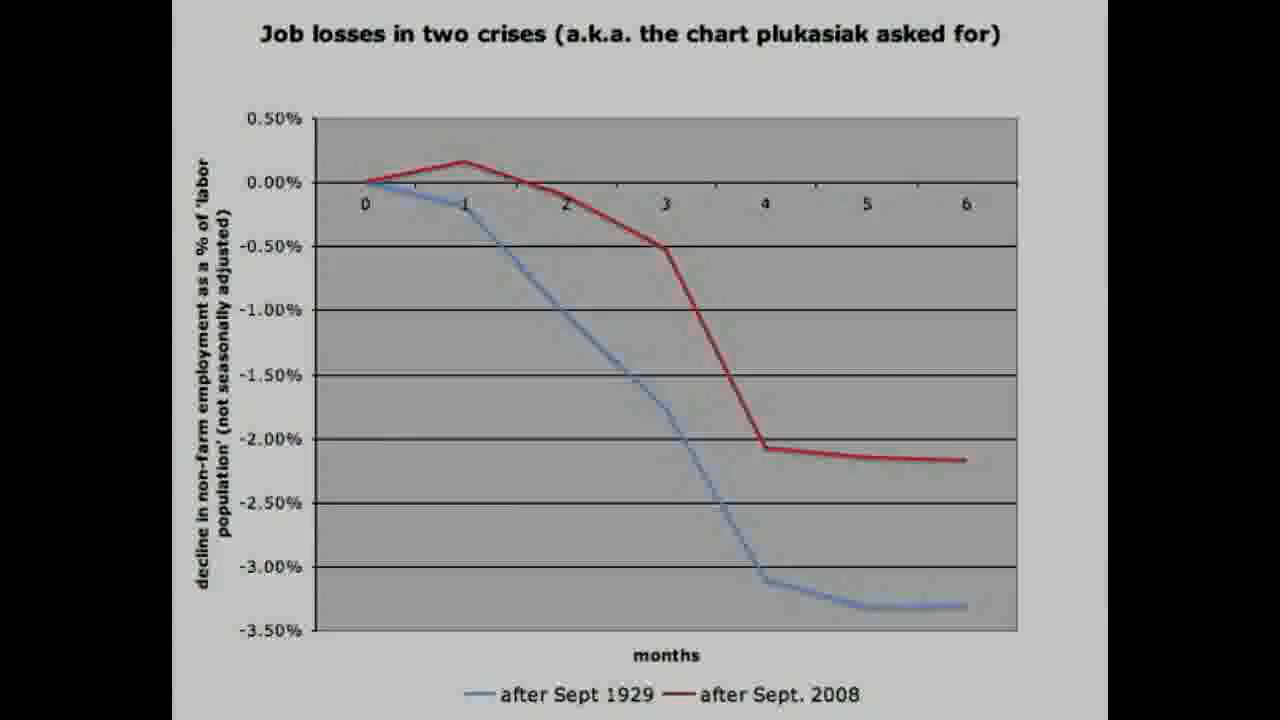 Job losses in two crises (a.k.a. the chart plukasiak asked for)
0.50%
0.00%
-0.50%
-1.00%
-1.50%
-2.00%
-2.50%
-3.00%
-3.50%
0 1 2 3 4 5 6
decline in non-farm employment as a % of 'labor
population' (not seasonally adjusted)
months
after Sept 1929 after Sept. 2008